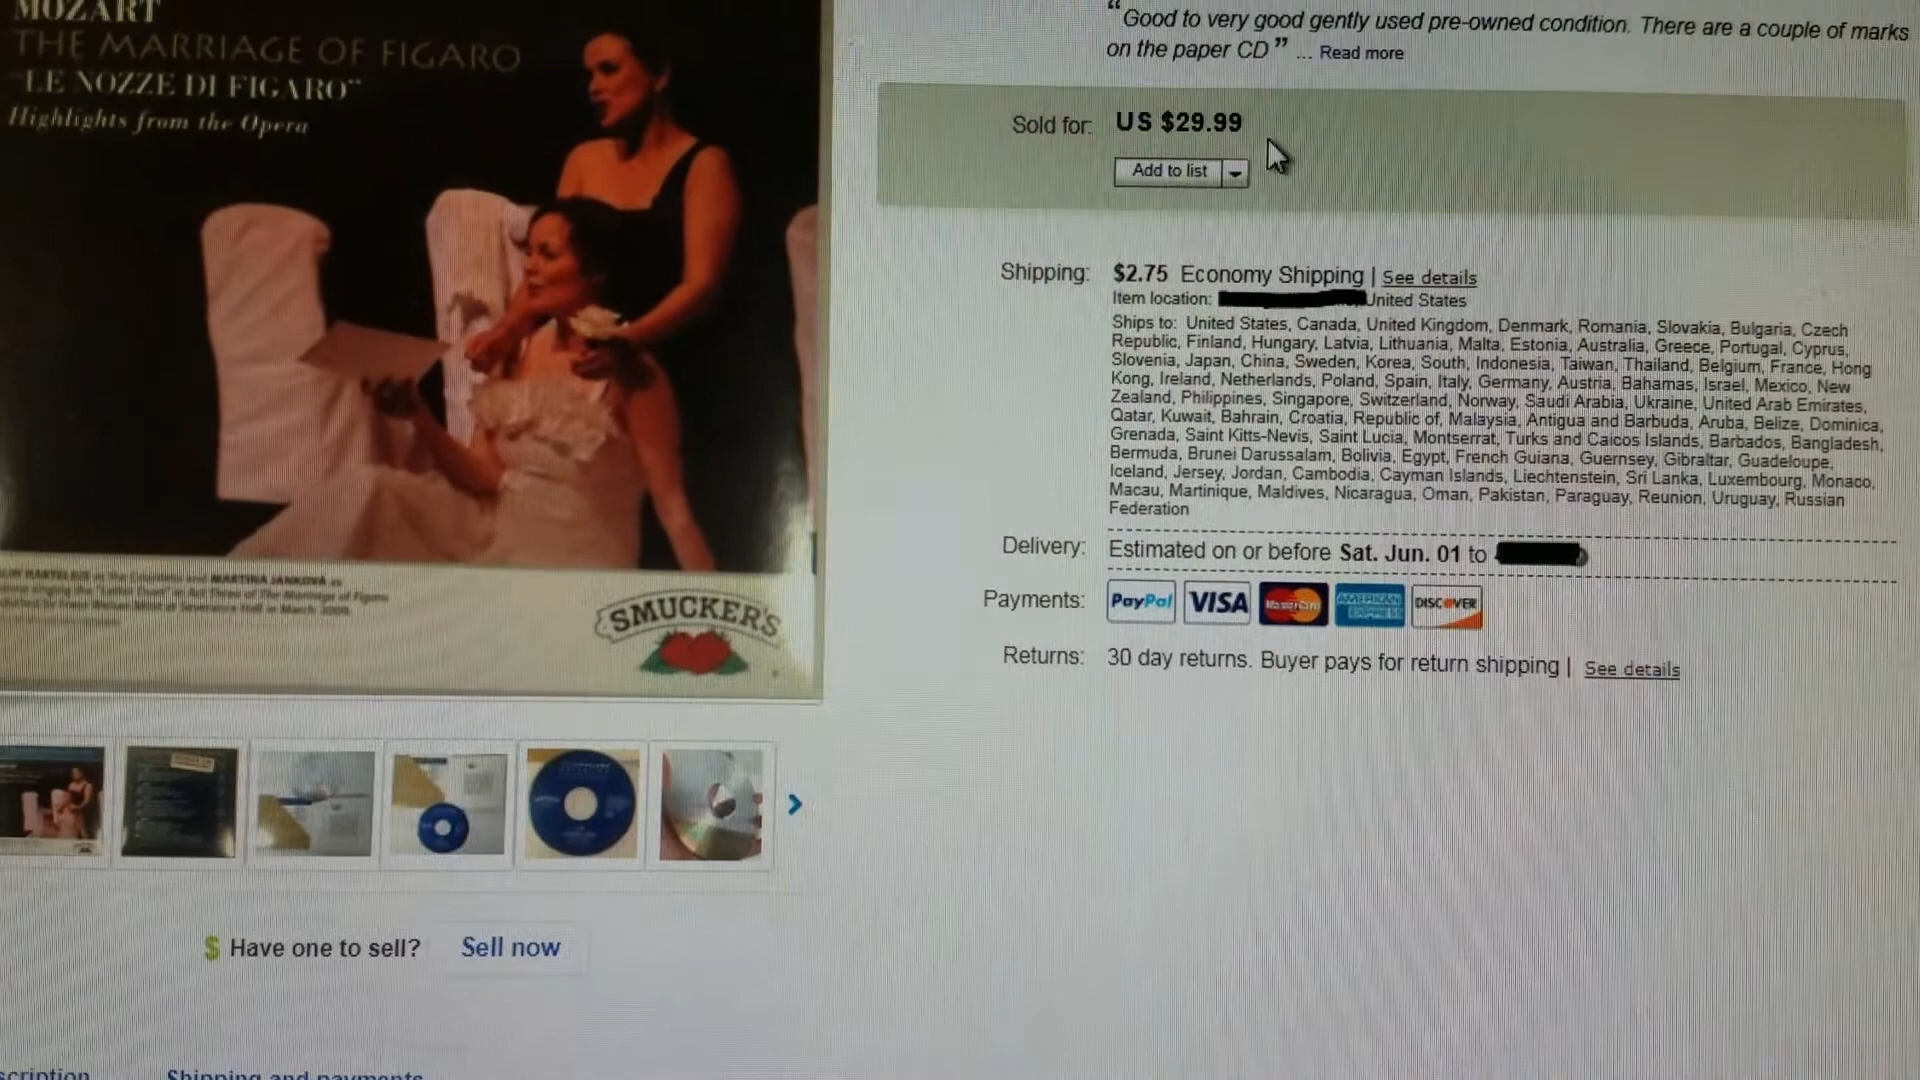 MOZART
THE MARRIAGE OF FIGARO
"LE NOZZE DI FIGARO"
Highlights from the Opera
MARTINA JANKOVÁ as
SMUCKER'S
$ Have one to sell? Sell now
Shipping and payments
“Good to very good gently used pre-owned condition. There are a couple of marks
on the paper CD” ... Read more
Sold for: US $29.99
Add to list
Shipping: $2.75 Economy Shipping | See details
Item location: United States
Ships to: United States, Canada, United Kingdom, Denmark, Romania, Slovakia, Bulgaria, Czech
Republic, Finland, Hungary, Latvia, Lithuania, Malta, Estonia, Australia, Greece, Portugal, Cyprus,
Slovenia, Japan, China, Sweden, Korea, South, Indonesia, Taiwan, Thailand, Belgium, France, Hong
Kong, Ireland, Netherlands, Poland, Spain, Italy, Germany, Austria, Bahamas, Israel, Mexico, New
Zealand, Philippines, Singapore, Switzerland, Norway, Saudi Arabia, Ukraine, United Arab Emirates,
Qatar, Kuwait, Bahrain, Croatia, Republic of, Malaysia, Antigua and Barbuda, Aruba, Belize, Dominica,
Grenada, Saint Kitts-Nevis, Saint Lucia, Montserrat, Turks and Caicos Islands, Barbados, Bangladesh,
Bermuda, Brunei Darussalam, Bolivia, Egypt, French Guiana, Guernsey, Gibraltar, Guadeloupe,
Iceland, Jersey, Jordan, Cambodia, Cayman Islands, Liechtenstein, Sri Lanka, Luxembourg, Monaco,
Macau, Martinique, Maldives, Nicaragua, Oman, Pakistan, Paraguay, Reunion, Uruguay, Russian
Federation
Delivery: Estimated on or before Sat. Jun. 01 to
Payments: PayPal VISA MasterCard AMERICAN EXPRESS DISCOVER
Returns: 30 day returns. Buyer pays for return shipping | See details